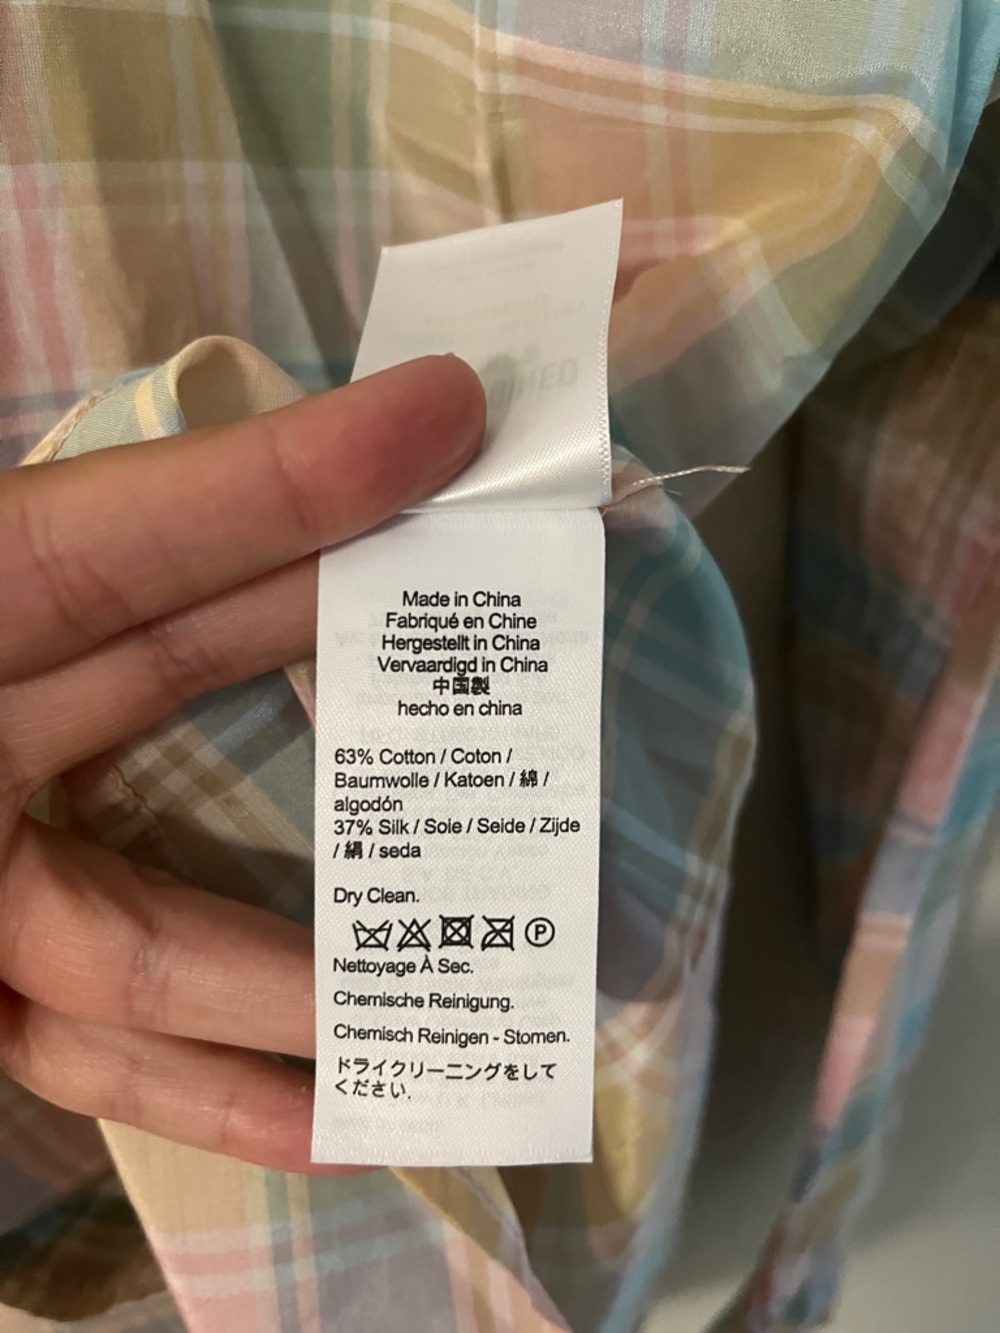 Made in China
Fabriqué en Chine
Hergestellt in China
Vervaardigd in China
中国製
hecho en china
63% Cotton / Coton /
Baumwolle / Katoen / 綿 /
algodón
37% Silk / Soie / Seide / Zijde
/ 絹 / seda
Dry Clean.
P
Nettoyage À Sec.
Chemische Reinigung.
Chemisch Reinigen - Stomen.
ドライクリーニングをして
ください.